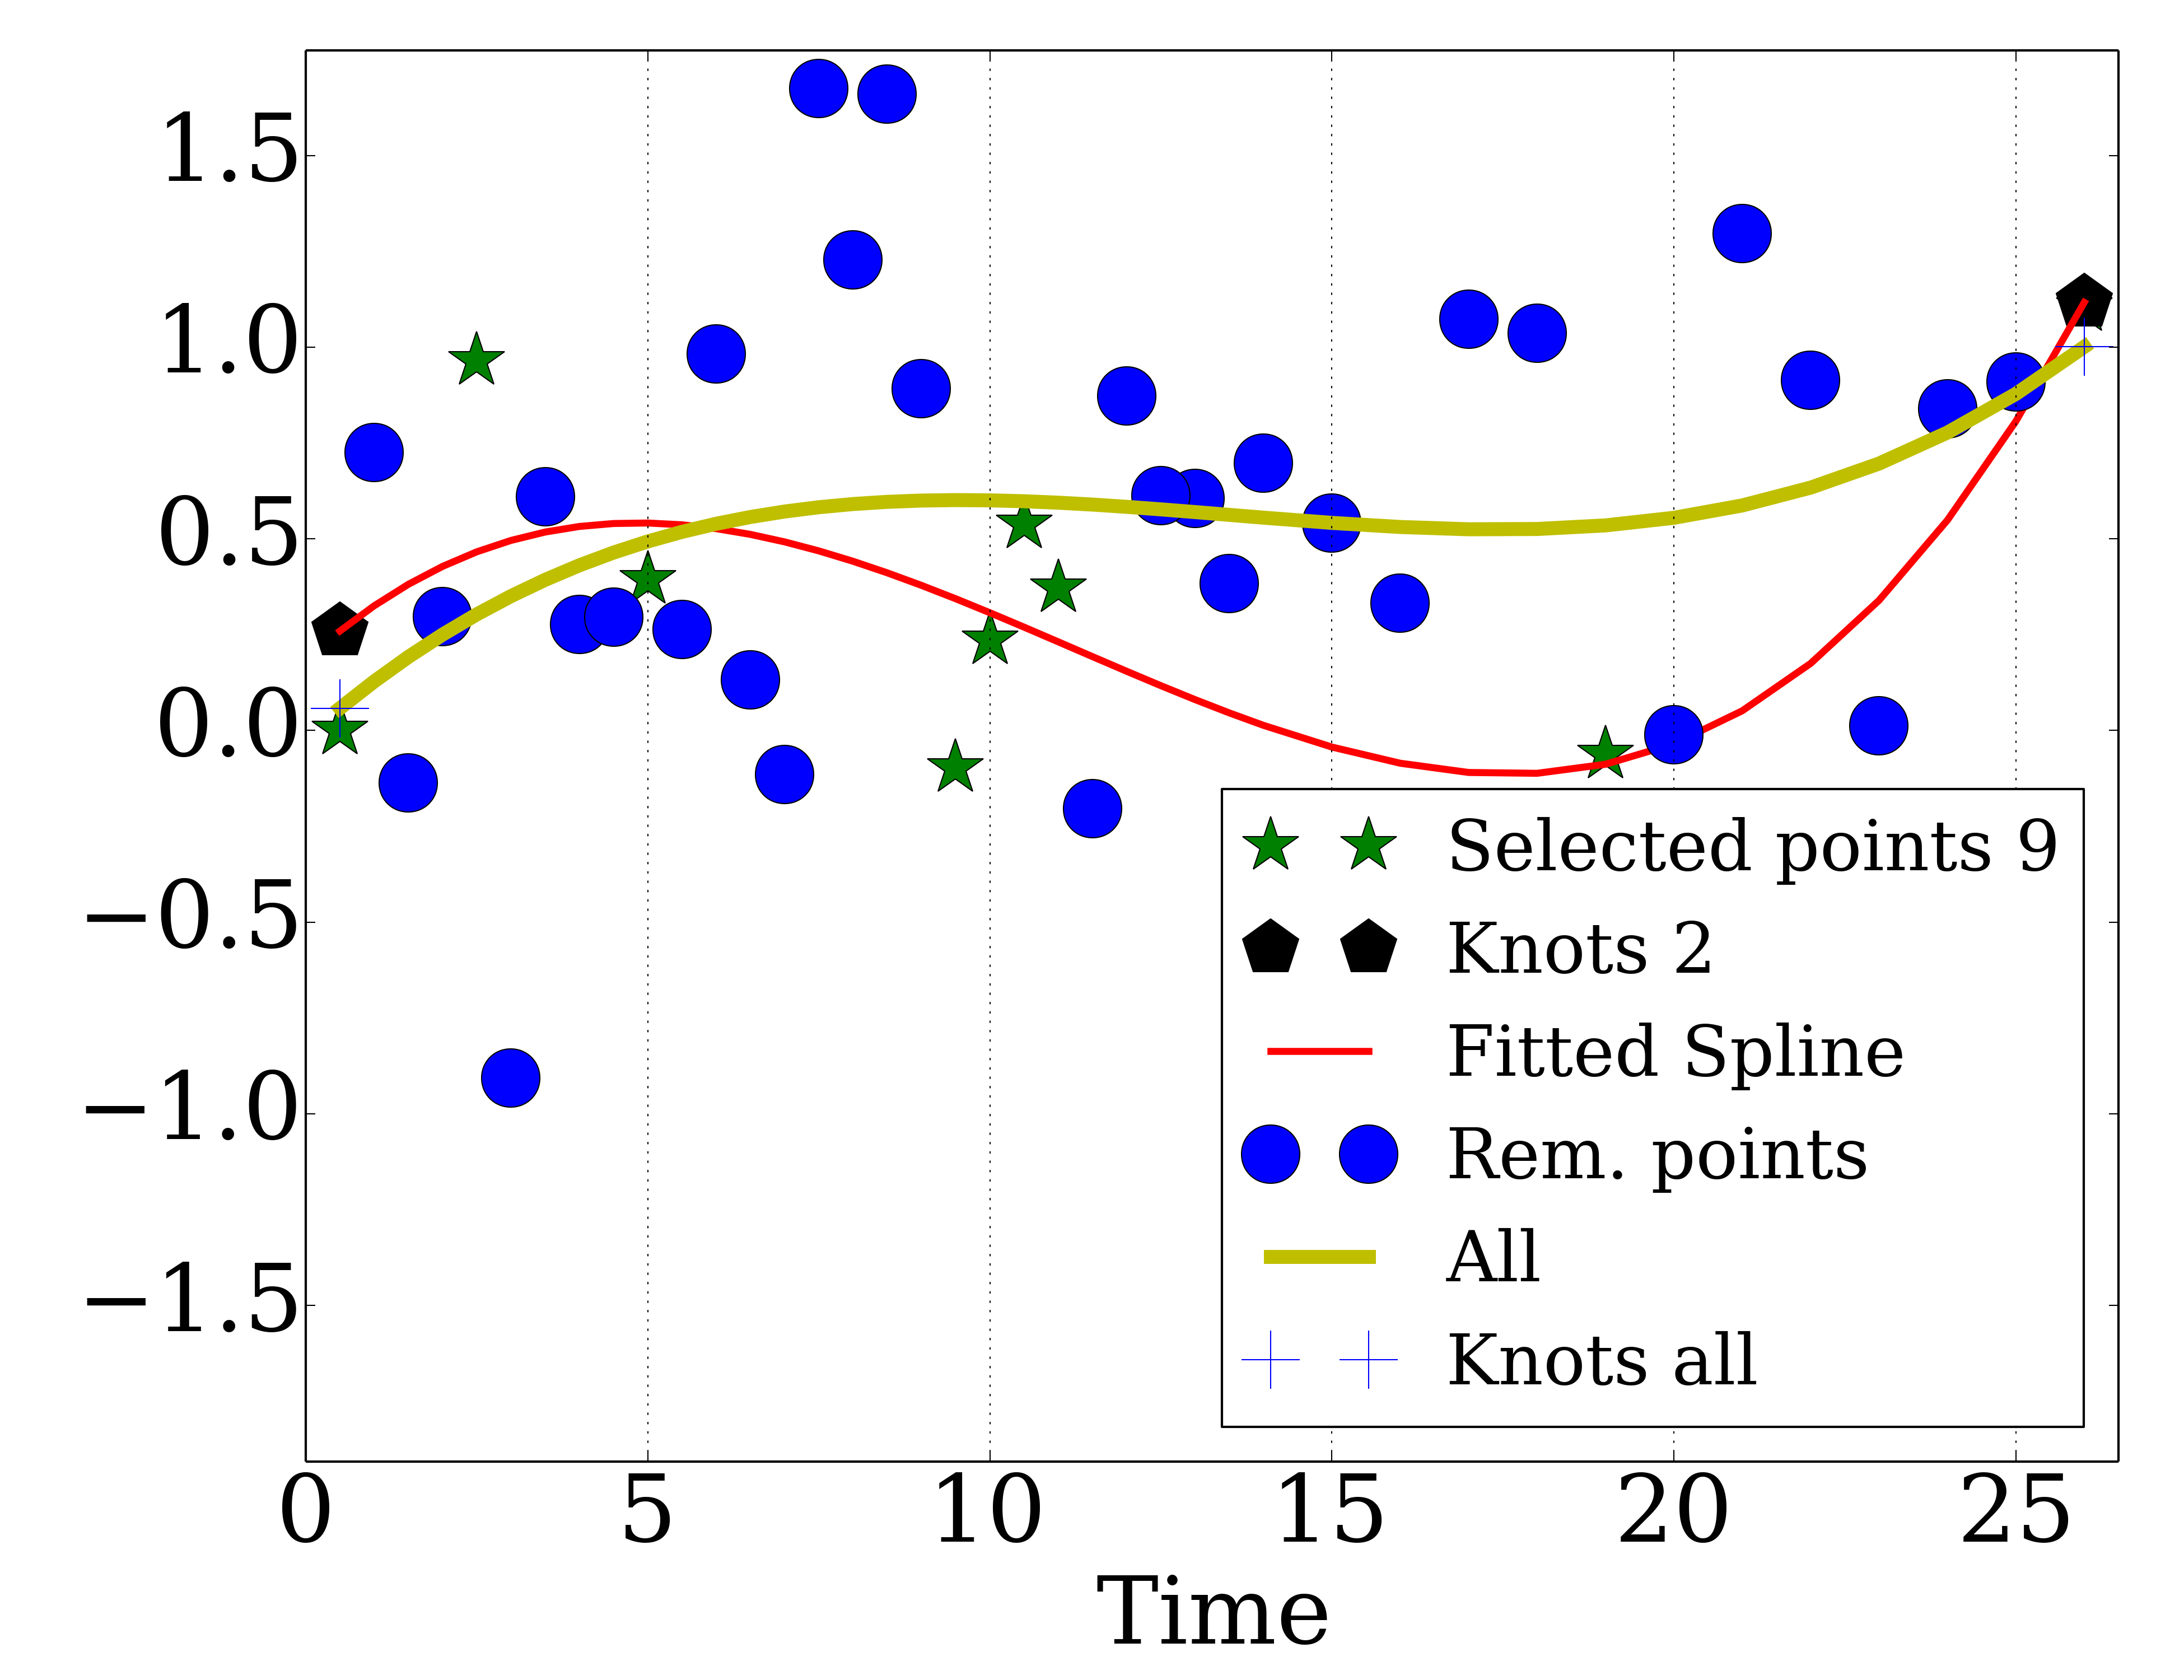 1.5
1.0
0.5
0.0
−0.5
−1.0
−1.5
Selected points 9
Knots 2
Fitted Spline
Rem. points
All
Knots all
0 5 10 15 20 25
Time